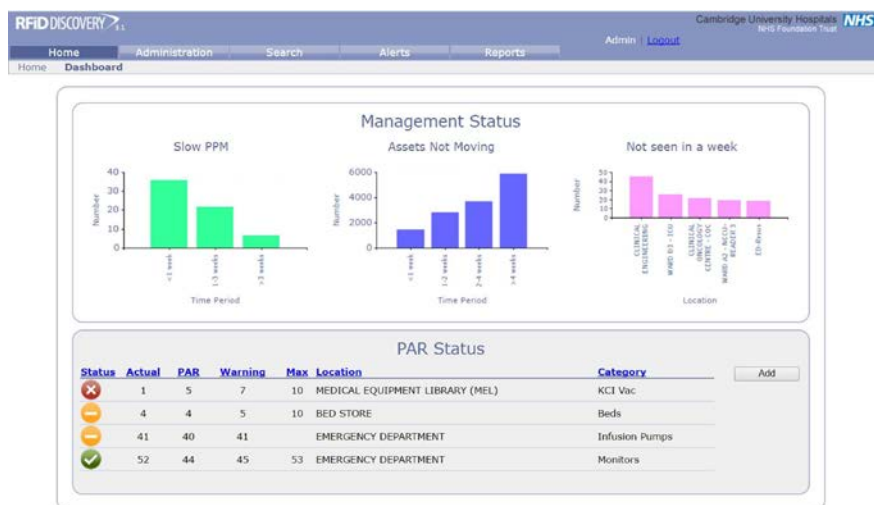 RFiD DISCOVERY
Cambridge University Hospitals NHS
NHS Foundation Trust
Admin | Logout
Home Administration Search Alerts Reports
Home Dashboard
Management Status
Slow PPM
Number
40
30
20
10
0
<1 week 1-3 weeks >3 weeks
Time Period
Assets Not Moving
Number
6000
4000
2000
0
<1 week 1-2 weeks 2-4 weeks >4 weeks
Time Period
Not seen in a week
Number
50
40
30
20
10
0
CLINICAL
ENGINEERING
WARD D3 - ICU
CLINICAL
ONCOLOGY
CENTRE - COC
WARD A2 - NCCU-
READER 3
ED-Resus
Location
PAR Status
Status Actual PAR Warning Max Location Category Add
1 5 7 10 MEDICAL EQUIPMENT LIBRARY (MEL) KCI Vac
4 4 5 10 BED STORE Beds
41 40 41 EMERGENCY DEPARTMENT Infusion Pumps
52 44 45 53 EMERGENCY DEPARTMENT Monitors